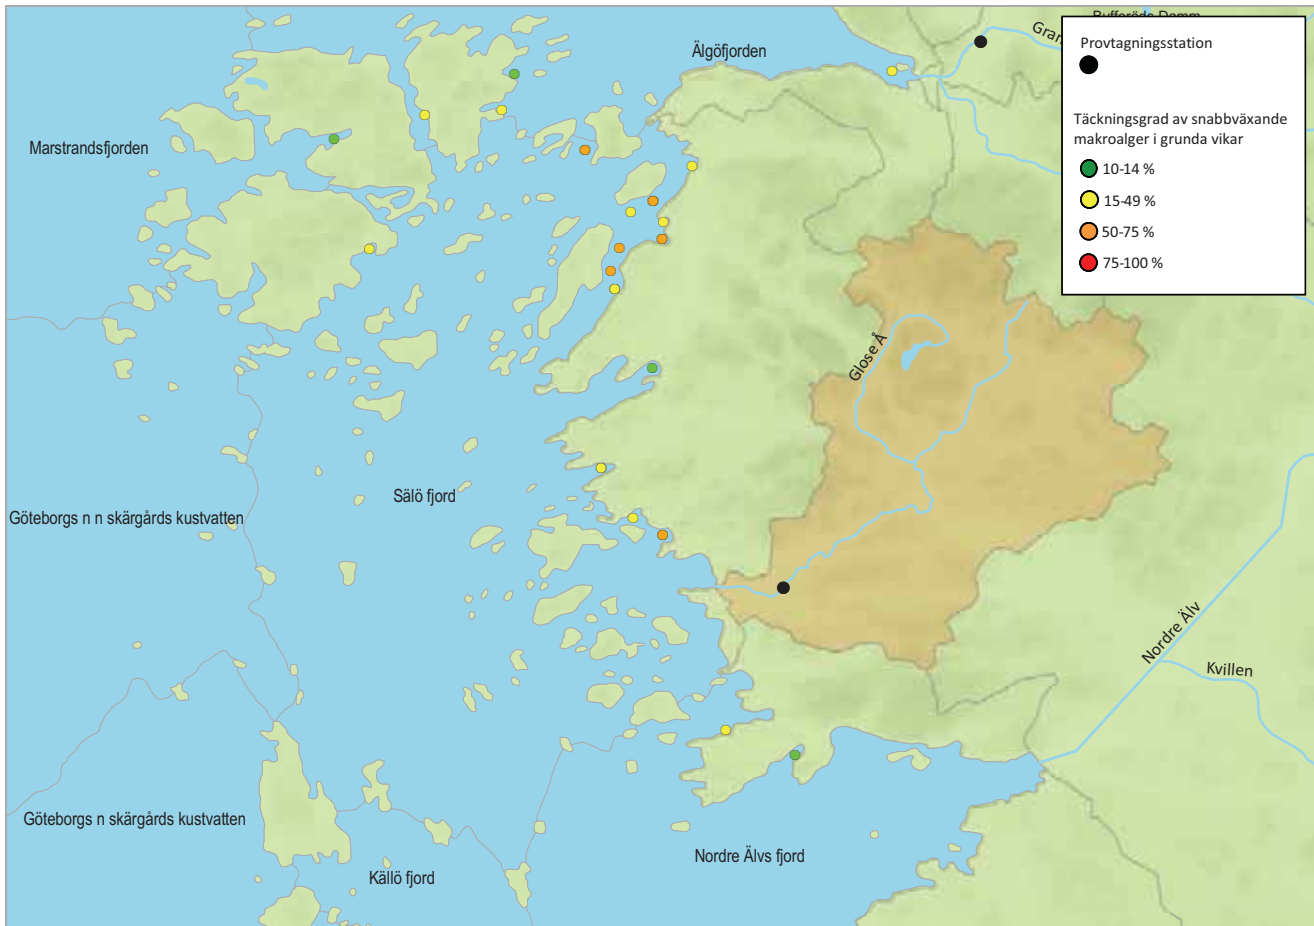 Älgöfjorden
Provtagningsstation
Täckningsgrad av snabbväxande
makroalger i grunda vikar
10-14 %
15-49 %
50-75 %
75-100 %
Marstrandsfjorden
Glose Å
Sälö fjord
Göteborgs n n skärgårds kustvatten
Nordre Älv
Kvillen
Göteborgs n skärgårds kustvatten
Nordre Älvs fjord
Källö fjord